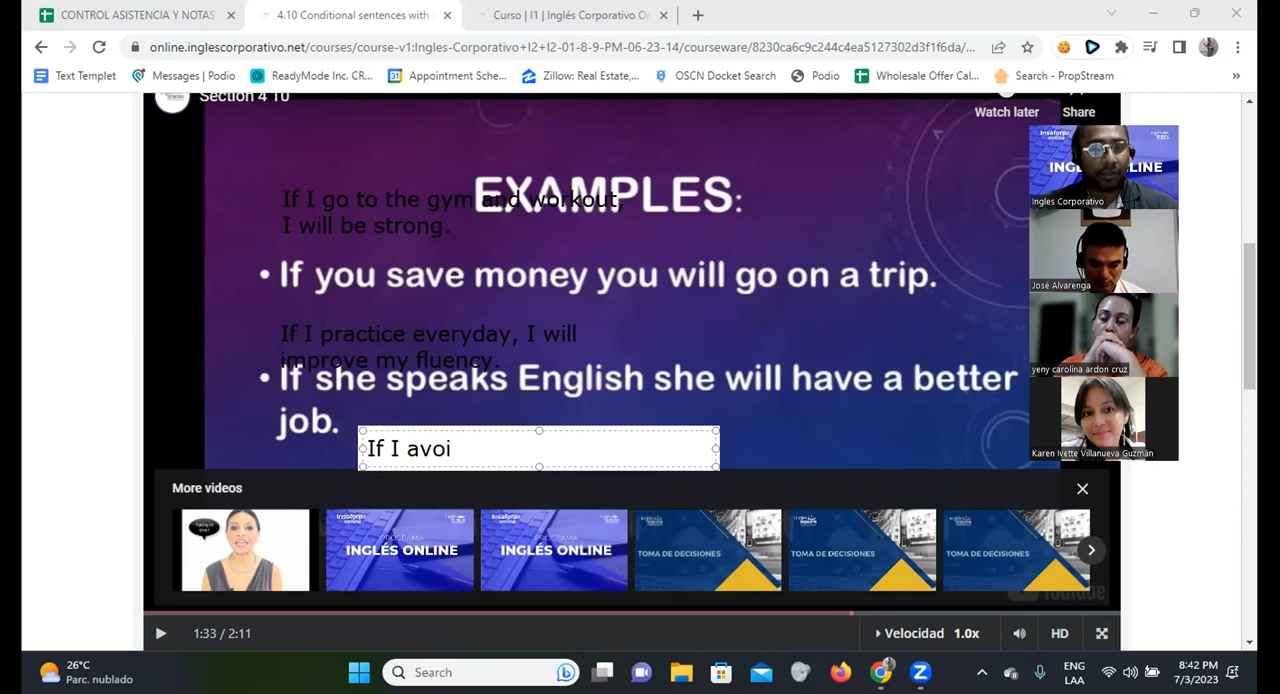 CONTROL ASISTENCIA Y NOTAS
4.10 Conditional sentences with
Curso | I1 | Inglés Corporativo On
online.inglescorporativo.net/courses/course-v1:Ingles-Corporativo+I2+I2-01-8-9-PM-06-23-14/courseware/8230ca6c9c244c4ea5127302d3f1f6da/...
Text Templet
Messages | Podio
ReadyMode Inc. CR...
Appointment Sche...
Zillow: Real Estate,...
OSCN Docket Search
Podio
Wholesale Offer Cal...
Search - PropStream
Section 4 10
Watch later
Share
EXAMPLES:
If I go to the gym and workout,
I will be strong.
• If you save money you will go on a trip.
If I practice everyday, I will
improve my fluency.
• If she speaks English she will have a better
job.
If I avoi
Ingles Corporativo
José Alvarenga
yeny carolina ardon cruz
Karen Ivette Villanueva Guzmán
More videos
INGLÉS ONLINE
INGLÉS ONLINE
TOMA DE DECISIONES
TOMA DE DECISIONES
TOMA DE DECISIONES
1:33 / 2:11
Velocidad 1.0x
HD
26°C
Parc. nublado
Search
ENG
LAA
8:42 PM
7/3/2023